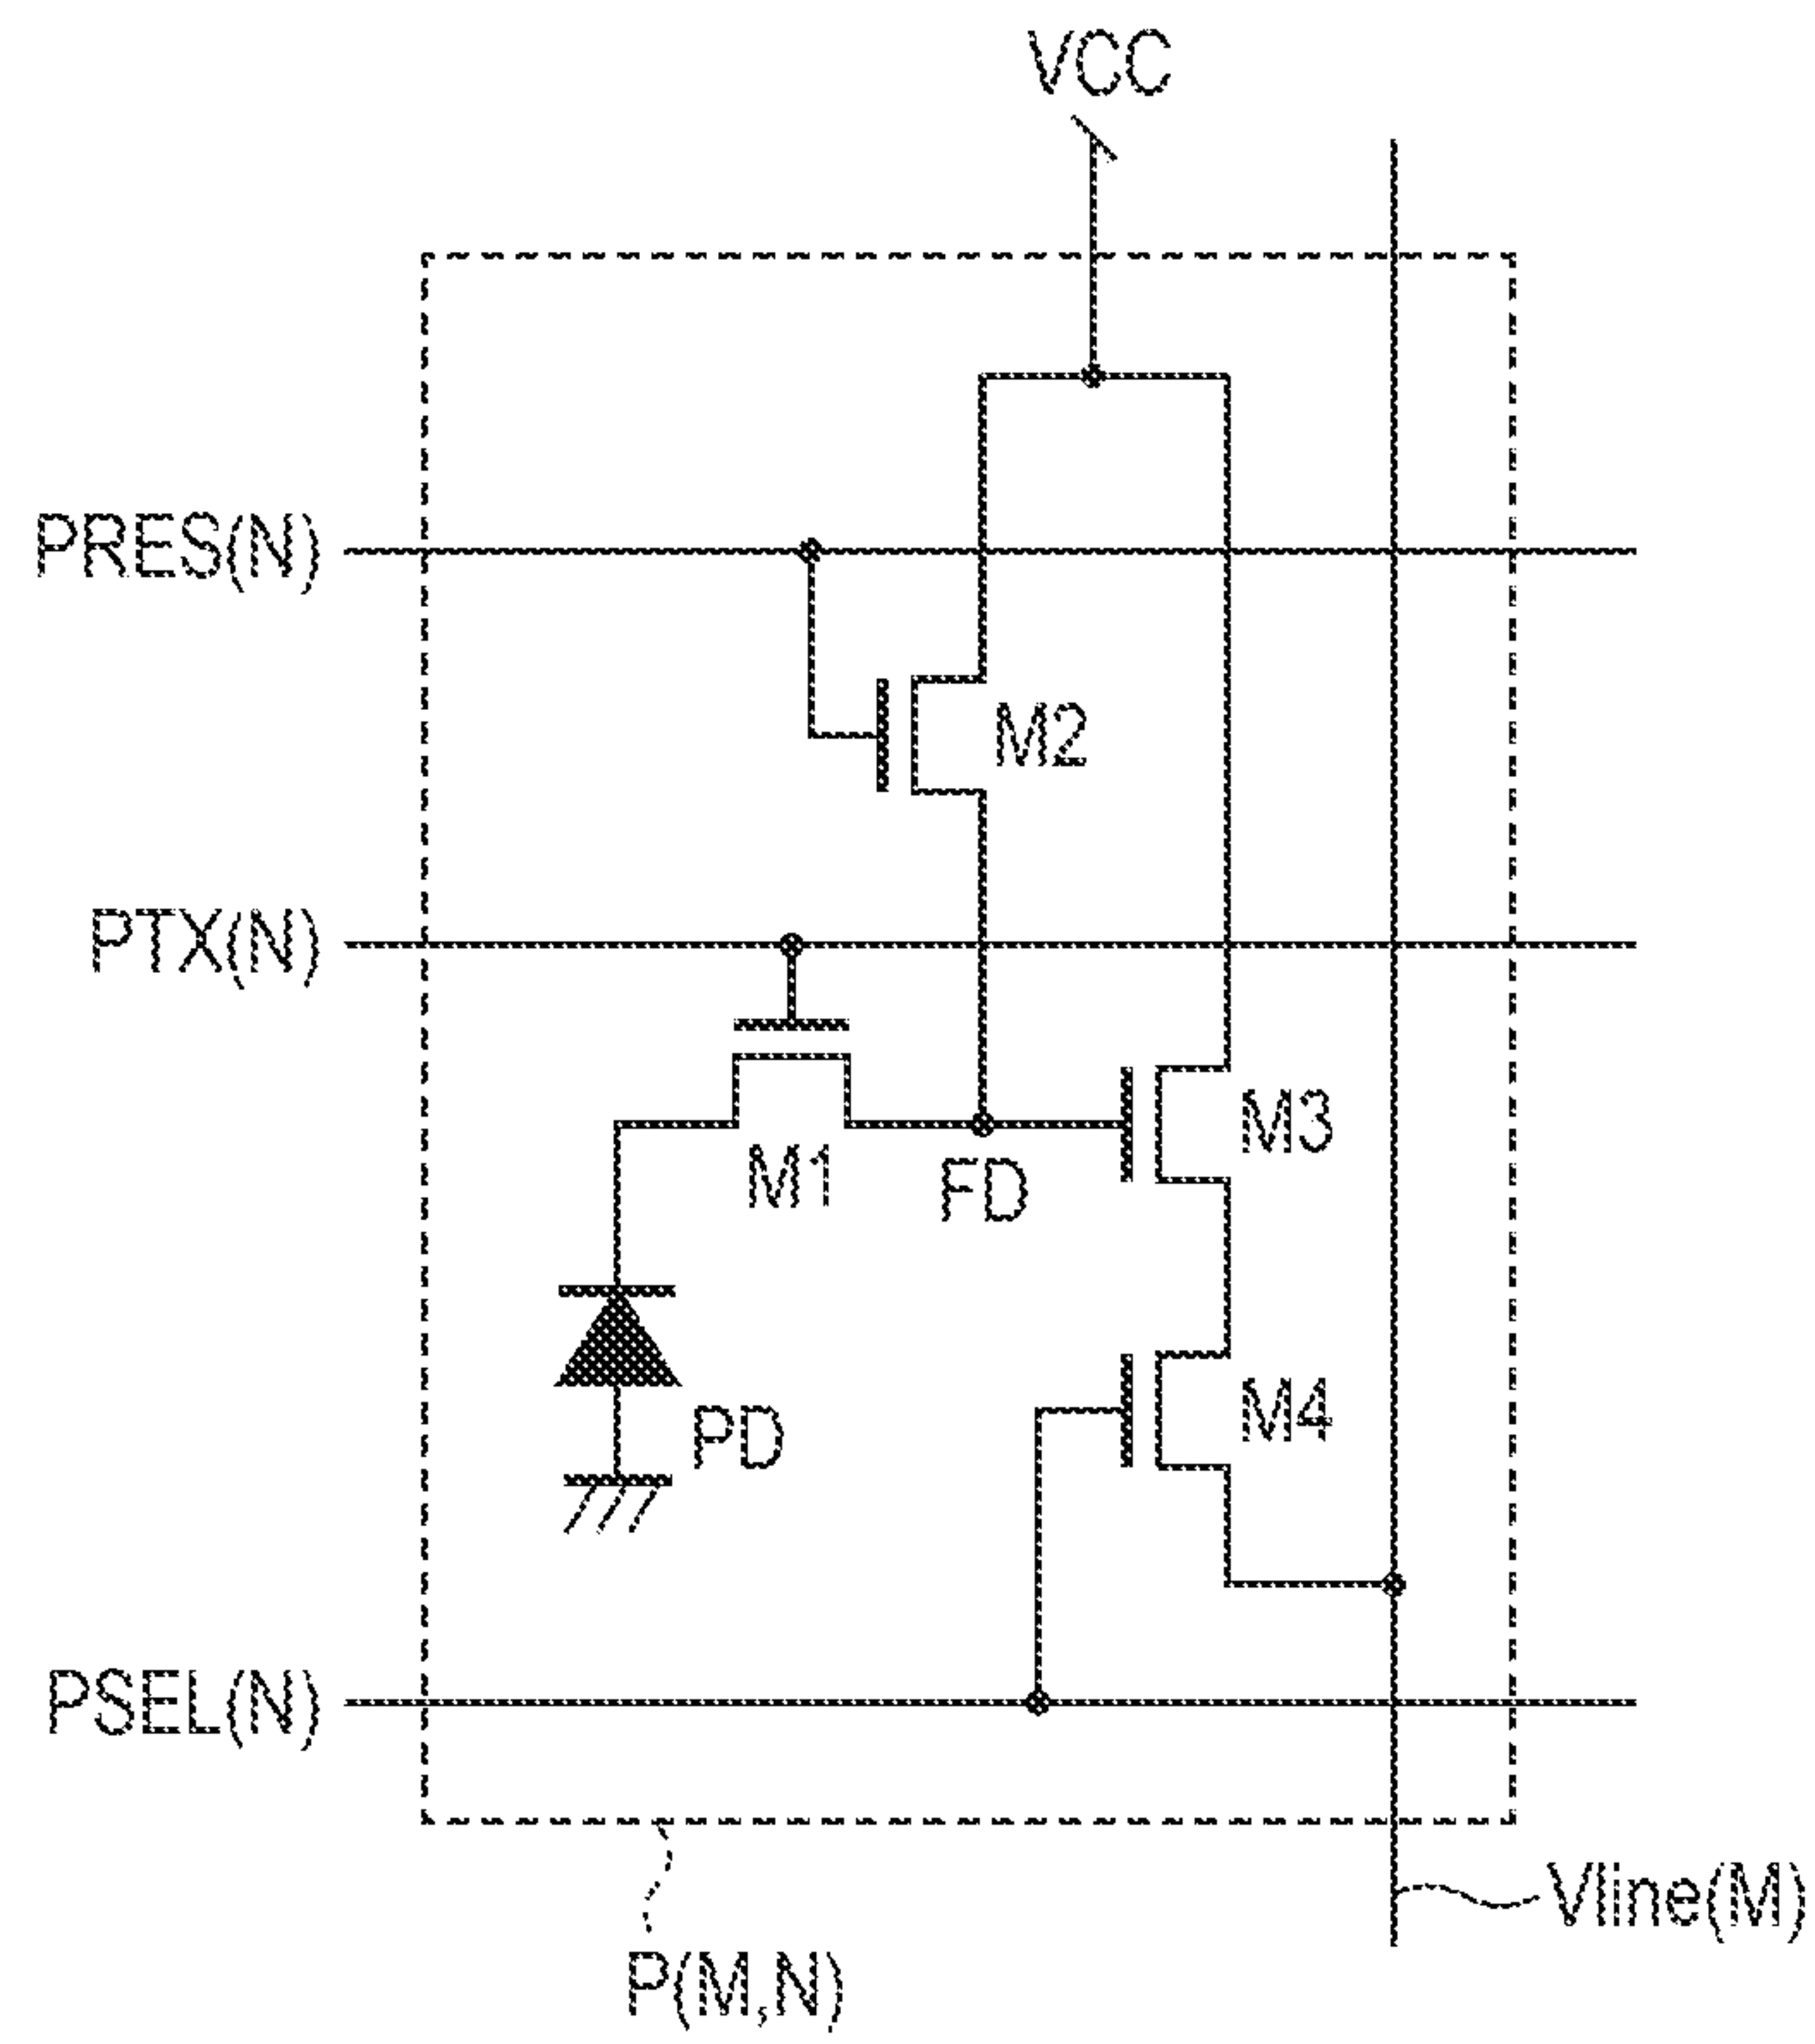 VCC
PRES(N)
M2
PTX(N)
M3
M1
FD
M4
PD
PSEL(N)
Vline(M)
P(M,N)